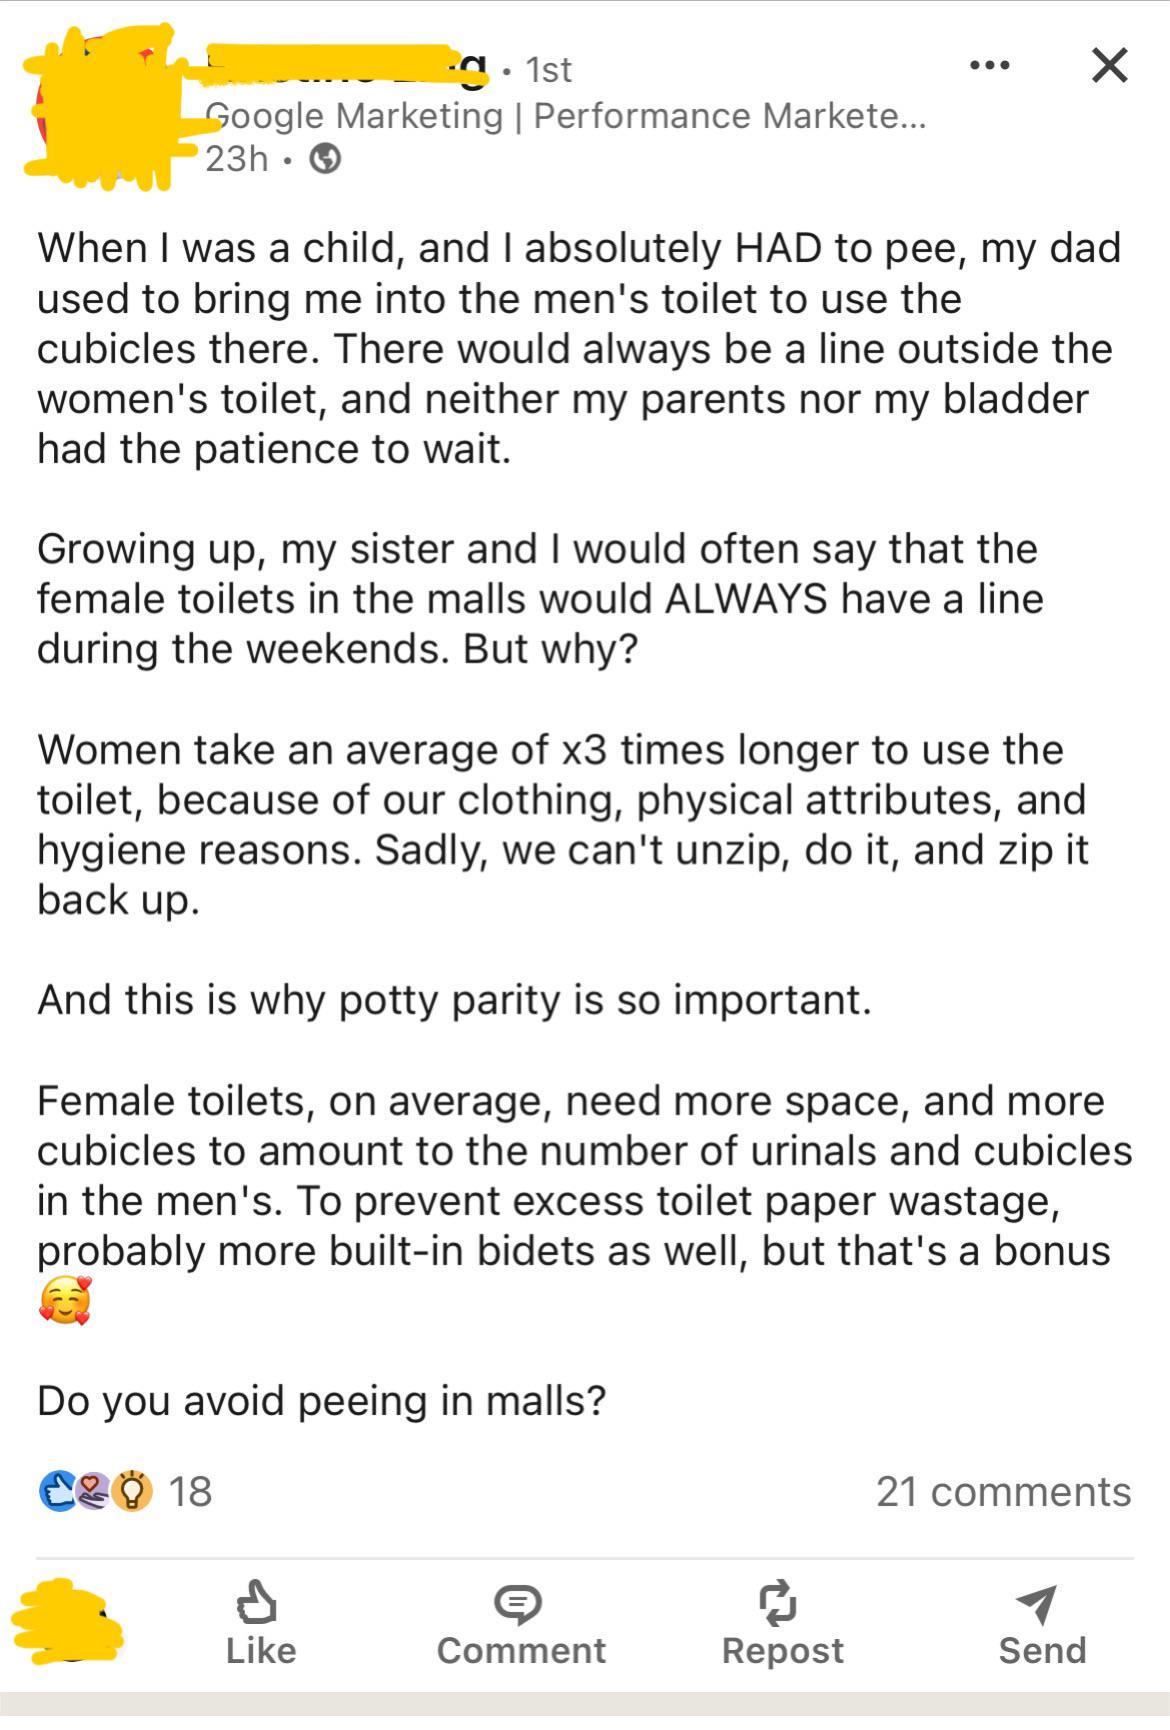 • 1st
Google Marketing | Performance Markete...
23h •
When I was a child, and I absolutely HAD to pee, my dad
used to bring me into the men's toilet to use the
cubicles there. There would always be a line outside the
women's toilet, and neither my parents nor my bladder
had the patience to wait.
Growing up, my sister and I would often say that the
female toilets in the malls would ALWAYS have a line
during the weekends. But why?
Women take an average of x3 times longer to use the
toilet, because of our clothing, physical attributes, and
hygiene reasons. Sadly, we can't unzip, do it, and zip it
back up.
And this is why potty parity is so important.
Female toilets, on average, need more space, and more
cubicles to amount to the number of urinals and cubicles
in the men's. To prevent excess toilet paper wastage,
probably more built-in bidets as well, but that's a bonus
🥰
Do you avoid peeing in malls?
18
21 comments
Like
Comment
Repost
Send